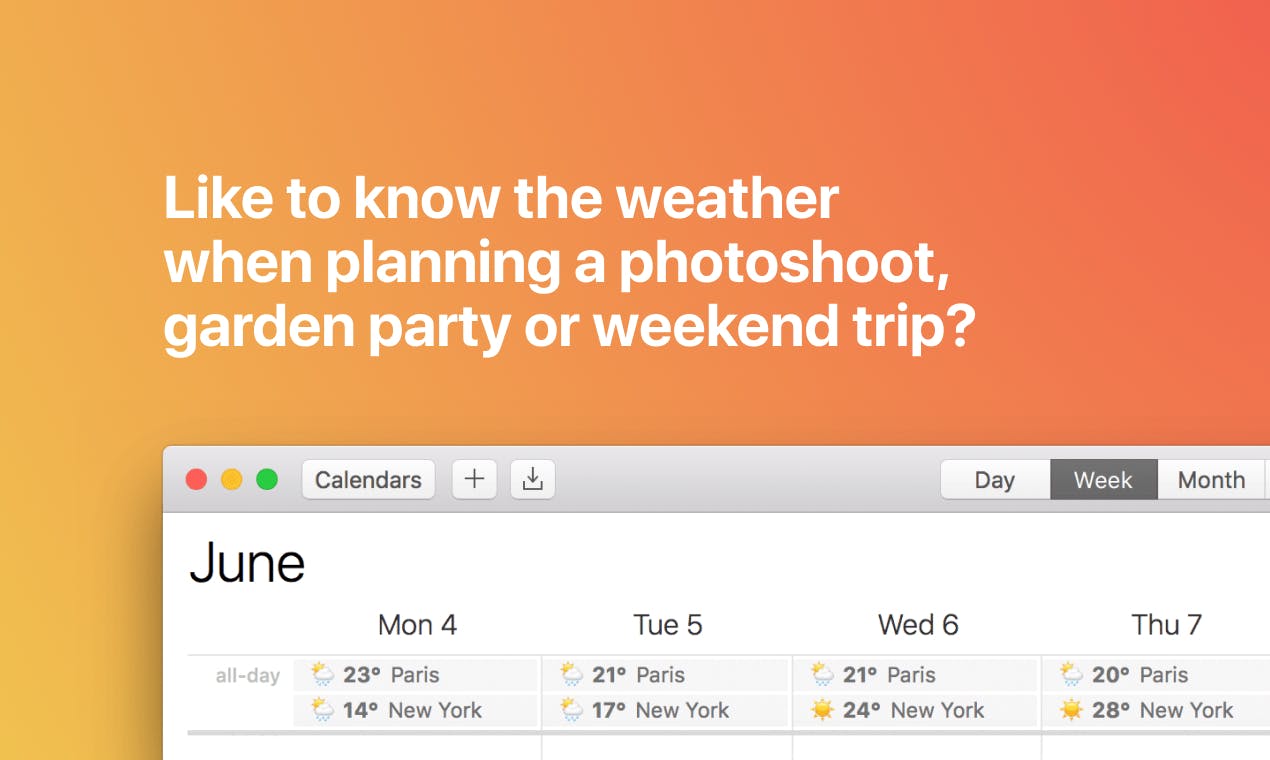 Like to know the weather
when planning a photoshoot,
garden party or weekend trip?
Calendars Day Week Month
June
Mon 4 Tue 5 Wed 6 Thu 7
all-day 23° Paris 21° Paris 21° Paris 20° Paris
14° New York 17° New York 24° New York 28° New York